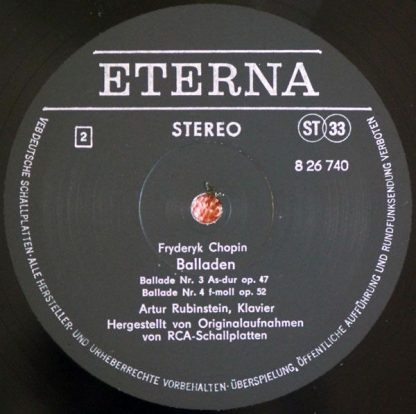 ETERNA
2
STEREO
ST 33
8 26 740
Fryderyk Chopin
Balladen
Ballade Nr. 3 As-dur op. 47
Ballade Nr. 4 f-moll op. 52
Artur Rubinstein, Klavier
Hergestellt von Originalaufnahmen
von RCA-Schallplatten
VEB DEUTSCHE SCHALLPLATTEN · ALLE HERSTELLER- UND URHEBERRECHTE VORBEHALTEN · ÜBERSPIELUNG, ÖFFENTLICHE AUFFÜHRUNG UND RUNDFUNKSENDUNG VERBOTEN